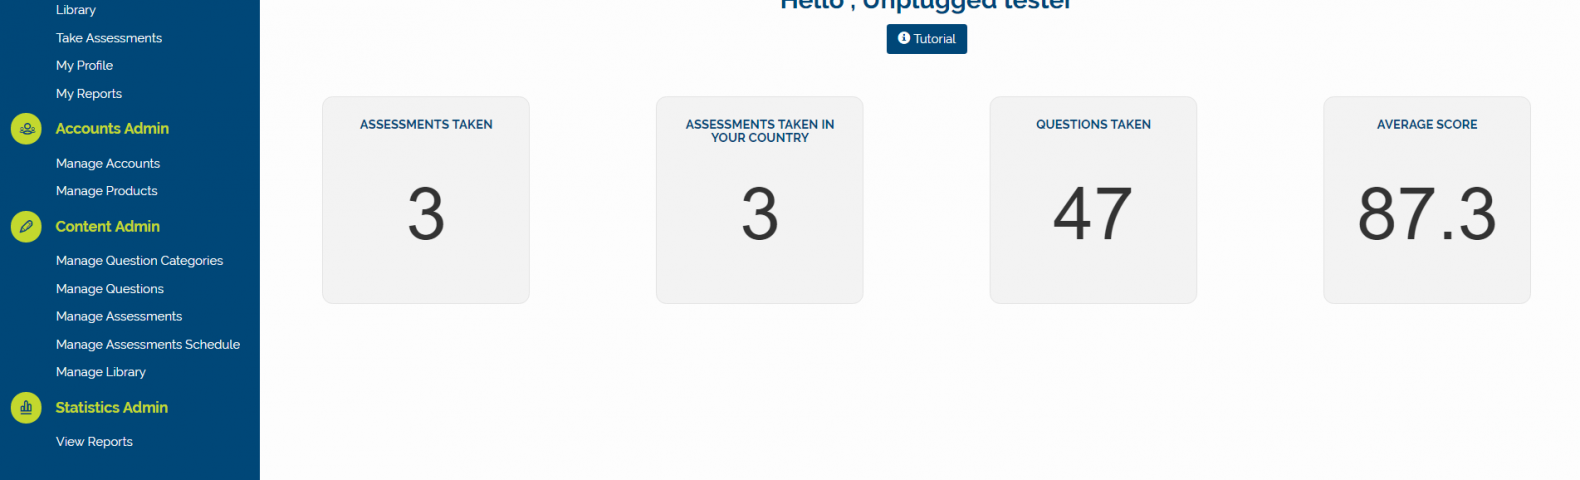 Library
Take Assessments
My Profile
My Reports
Accounts Admin
Manage Accounts
Manage Products
Content Admin
Manage Question Categories
Manage Questions
Manage Assessments
Manage Assessments Schedule
Manage Library
Statistics Admin
View Reports
Hello , Unplugged tester
Tutorial
ASSESSMENTS TAKEN
3
ASSESSMENTS TAKEN IN
YOUR COUNTRY
3
QUESTIONS TAKEN
47
AVERAGE SCORE
87.3